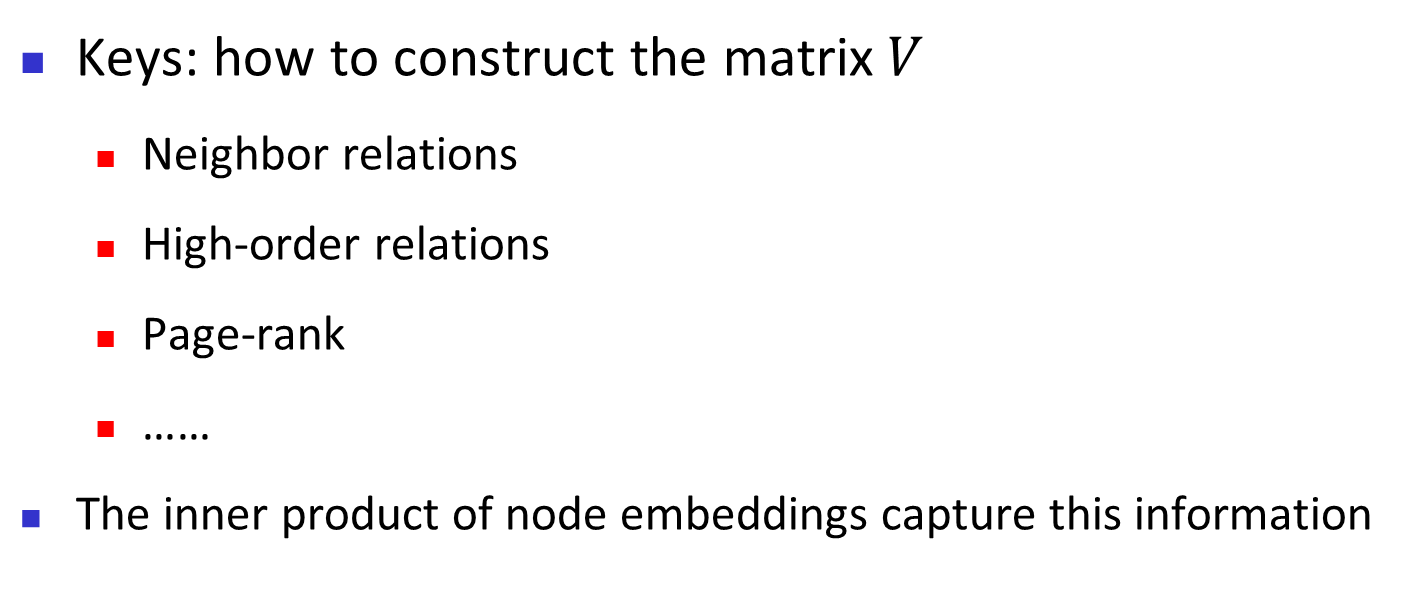 Keys: how to construct the matrix V
Neighbor relations
High-order relations
Page-rank
……
The inner product of node embeddings capture this information